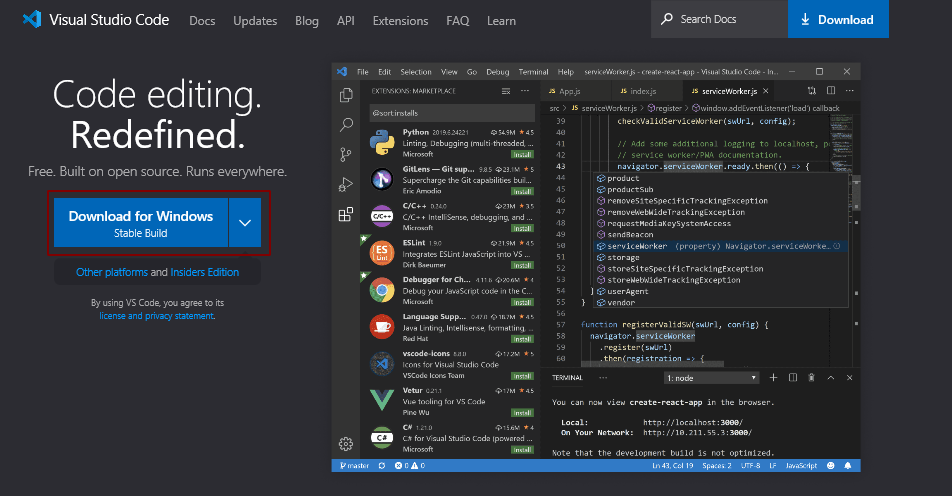 Visual Studio Code Docs Updates Blog API Extensions FAQ Learn
Search Docs
Download
Code editing.
Redefined.
Free. Built on open source. Runs everywhere.
Download for Windows
Stable Build
Other platforms and Insiders Edition
By using VS Code, you agree to its
license and privacy statement.
File Edit Selection View Go Debug Terminal Help serviceWorker.js - create-react-app - Visual Studio Code - In...
EXTENSIONS: MARKETPLACE
@sort:installs
Python 2019.6.24221 54.9M 4.5
Linting, Debugging (multi-threaded, ...
Microsoft Install
GitLens — Git sup... 9.8.5 23.1M 5
Supercharge the Git capabilities buil...
Eric Amodio Install
C/C++ 0.24.0 23M 3.5
C/C++ IntelliSense, debugging, and ...
Microsoft Install
ESLint 1.9.0 21.9M 4.5
Integrates ESLint JavaScript into VS ...
Dirk Baeumer Install
Debugger for Ch... 4.11.6 20.6M 4
Debug your JavaScript code in the C...
Microsoft Install
Language Supp... 0.47.0 18.7M 4.5
Java Linting, Intellisense, formatting, ...
Red Hat Install
vscode-icons 8.8.0 17.2M 5
Icons for Visual Studio Code
VSCode Icons Team Install
Vetur 0.21.1 17M 4.5
Vue tooling for VS Code
Pine Wu Install
C# 1.21.0 15.6M 4
C# for Visual Studio Code (powered ...
Microsoft Install
JS App.js JS index.js JS serviceWorker.js
src JS serviceWorker.js register window.addEventListener('load') callback
39 checkValidServiceWorker(swUrl, config);
40
41 // Add some additional logging to localhost, p
42 // service worker/PWA documentation.
43 navigator.serviceWorker.ready.then(() => {
44 product
45 productSub
46 removeSiteSpecificTrackingException
47 removeWebWideTrackingException
48 requestMediaKeySystemAccess
49 sendBeacon
50 serviceWorker (property) Navigator.serviceWorke...
51 storage
52 storeSiteSpecificTrackingException
53 storeWebWideTrackingException
54 } userAgent
55 } vendor
56
57 function registerValidSW(swUrl, config) {
58 navigator.serviceWorker
59 .register(swUrl)
60 .then(registration => {
TERMINAL ... 1: node
You can now view create-react-app in the browser.
Local: http://localhost:3000/
On Your Network: http://10.211.55.3:3000/
Note that the development build is not optimized.
master 0 0 Ln 43, Col 19 Spaces: 2 UTF-8 LF JavaScript